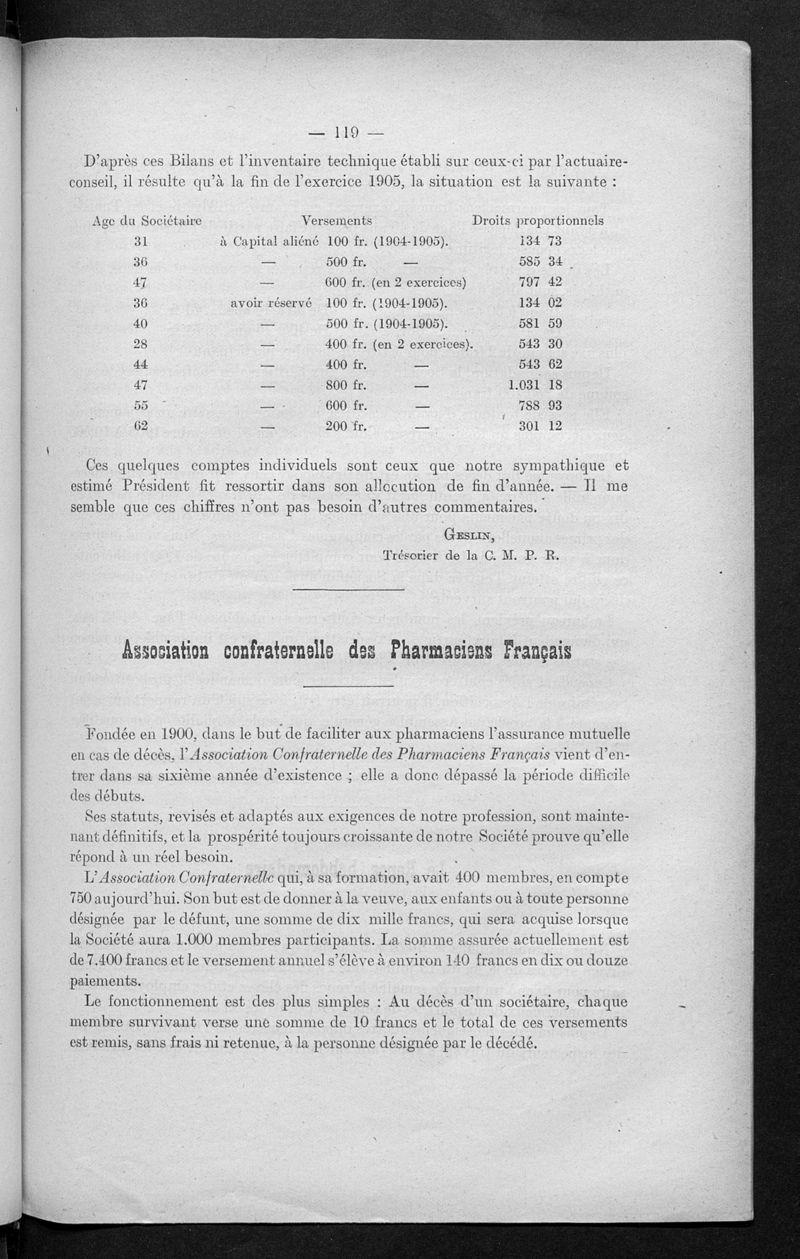 — 119 —
D'après ces Bilans et l'inventaire technique établi sur ceux-ci par l'actuaire-
conseil, il résulte qu'à la fin de l'exercice 1905, la situation est la suivante :
Age du Sociétaire Versements Droits proportionnels
31 à Capital aliéné 100 fr. (1904-1905). 134 73
36 — 500 fr. — 585 34
47 — 600 fr. (en 2 exercices) 797 42
36 avoir réservé 100 fr. (1904-1905). 134 02
40 — 500 fr. (1904-1905). 581 59
28 — 400 fr. (en 2 exercices). 543 30
44 — 400 fr. — 543 62
47 — 800 fr. — 1.031 18
55 — 600 fr. — 788 93
62 — 200 fr. — 301 12
Ces quelques comptes individuels sont ceux que notre sympathique et
estimé Président fit ressortir dans son allocution de fin d'année. — Il me
semble que ces chiffres n'ont pas besoin d'autres commentaires.
Geslin,
Trésorier de la C. M. P. R.
Association confraternelle des Pharmaciens Français
Fondée en 1900, dans le but de faciliter aux pharmaciens l'assurance mutuelle
en cas de décès, l'Association Confraternelle des Pharmaciens Français vient d'en-
trer dans sa sixième année d'existence ; elle a donc dépassé la période difficile
des débuts.
Ses statuts, revisés et adaptés aux exigences de notre profession, sont mainte-
nant définitifs, et la prospérité toujours croissante de notre Société prouve qu'elle
répond à un réel besoin.
L'Association Confraternelle qui, à sa formation, avait 400 membres, en compte
750 aujourd'hui. Son but est de donner à la veuve, aux enfants ou à toute personne
désignée par le défunt, une somme de dix mille francs, qui sera acquise lorsque
la Société aura 1.000 membres participants. La somme assurée actuellement est
de 7.400 francs et le versement annuel s'élève à environ 140 francs en dix ou douze
paiements.
Le fonctionnement est des plus simples : Au décès d'un sociétaire, chaque
membre survivant verse une somme de 10 francs et le total de ces versements
est remis, sans frais ni retenue, à la personne désignée par le décédé.